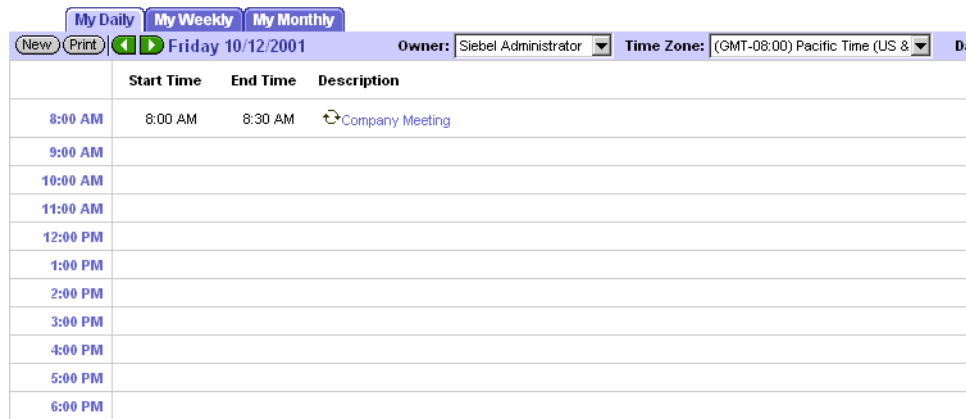 My Daily My Weekly My Monthly
New Print Friday 10/12/2001 Owner: Siebel Administrator Time Zone: (GMT-08:00) Pacific Time (US &
Start Time End Time Description
8:00 AM 8:00 AM 8:30 AM Company Meeting
9:00 AM
10:00 AM
11:00 AM
12:00 PM
1:00 PM
2:00 PM
3:00 PM
4:00 PM
5:00 PM
6:00 PM